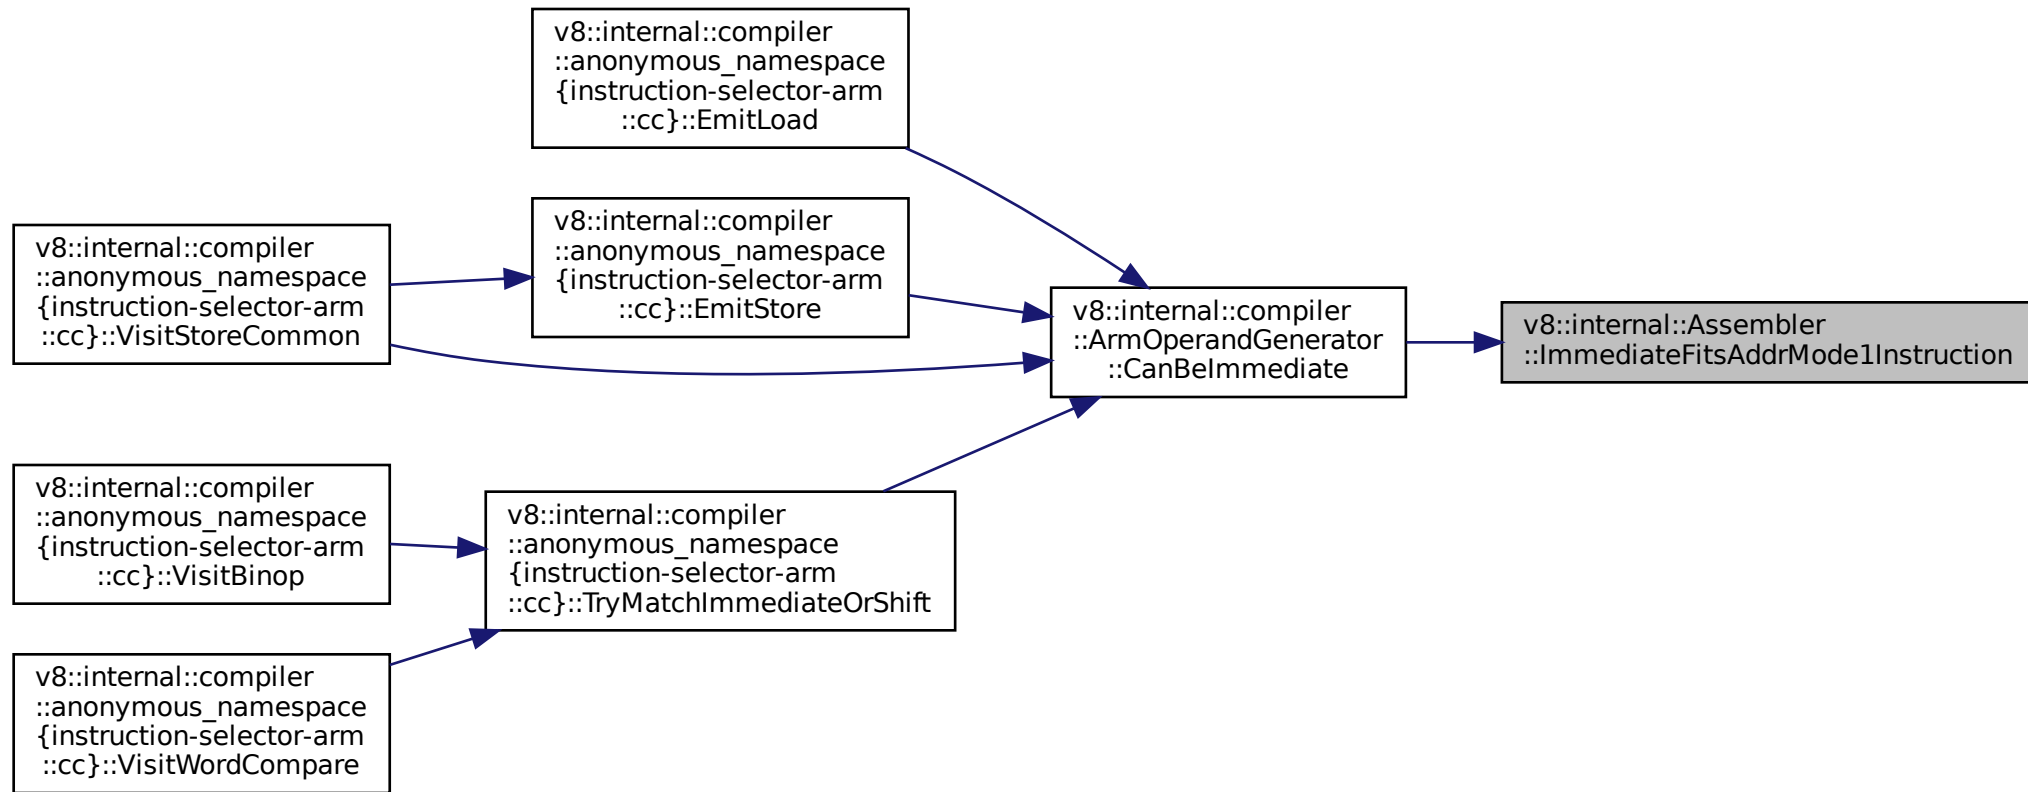 v8::internal::compiler
::anonymous_namespace
{instruction-selector-arm
::cc}::EmitLoad
v8::internal::compiler
::anonymous_namespace
{instruction-selector-arm
::cc}::EmitStore
v8::internal::compiler
::anonymous_namespace
{instruction-selector-arm
::cc}::VisitStoreCommon
v8::internal::compiler
::ArmOperandGenerator
::CanBeImmediate
v8::internal::Assembler
::ImmediateFitsAddrMode1Instruction
v8::internal::compiler
::anonymous_namespace
{instruction-selector-arm
::cc}::VisitBinop
v8::internal::compiler
::anonymous_namespace
{instruction-selector-arm
::cc}::TryMatchImmediateOrShift
v8::internal::compiler
::anonymous_namespace
{instruction-selector-arm
::cc}::VisitWordCompare